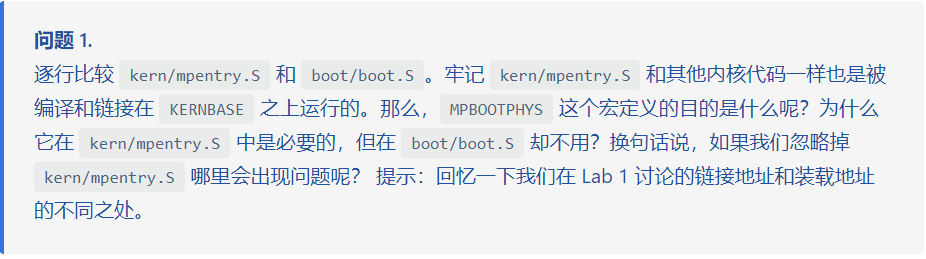 问题 1.
逐行比较 kern/mpentry.S 和 boot/boot.S 。牢记 kern/mpentry.S 和其他内核代码一样也是被
编译和链接在 KERNBASE 之上运行的。那么， MPBOOTPHYS 这个宏定义的目的是什么呢？为什么
它在 kern/mpentry.S 中是必要的，但在 boot/boot.S 却不用？换句话说，如果我们忽略掉
kern/mpentry.S 哪里会出现问题呢？ 提示：回忆一下我们在 Lab 1 讨论的链接地址和装载地址
的不同之处。